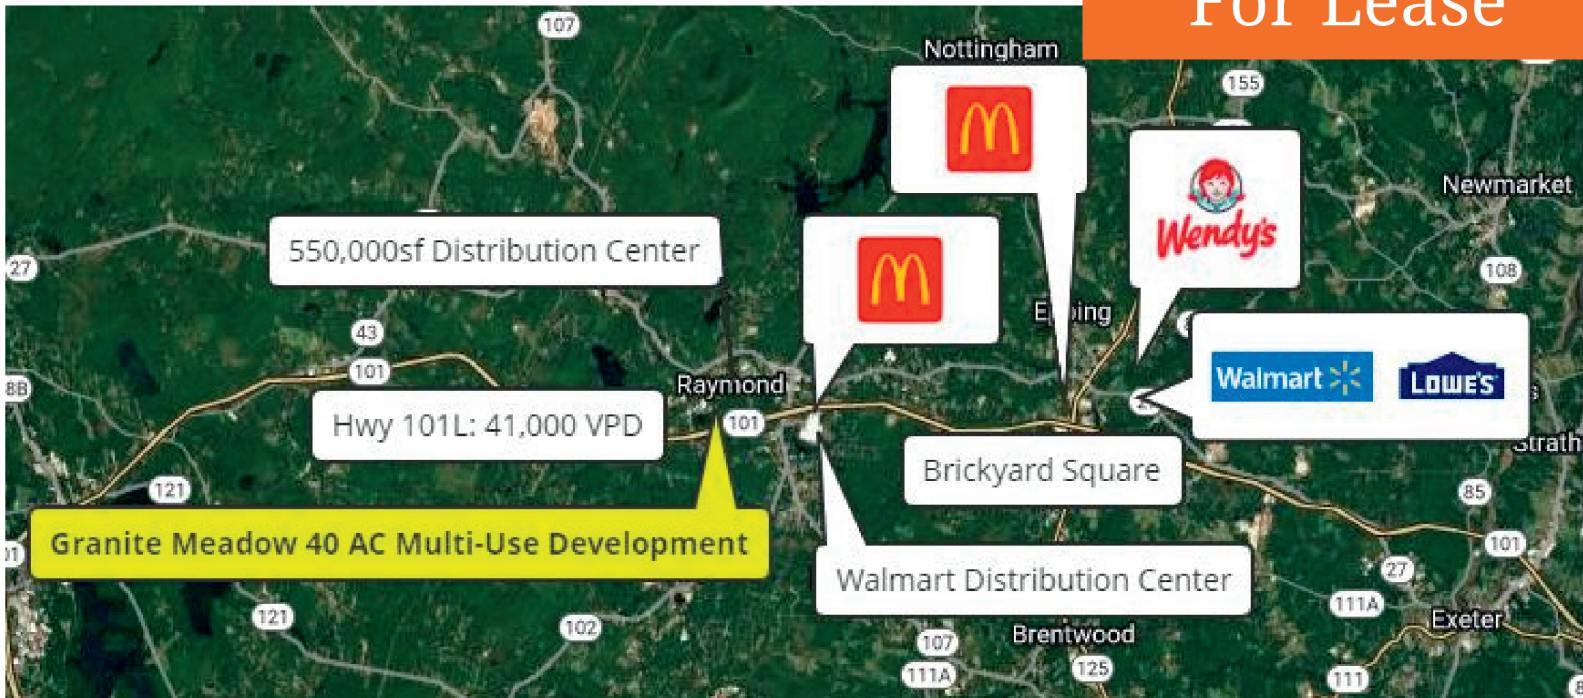 For Lease
107
Nottingham
155
Newmarket
Wendy's
550,000sf Distribution Center
27
108
43
101
8B
Raymond
Walmart
LOWE'S
Hwy 101L: 41,000 VPD
101
Brickyard Square
121
85
Granite Meadow 40 AC Multi-Use Development
101
Walmart Distribution Center
27
111A
121
102
107
Brentwood
Exeter
111A
125
111